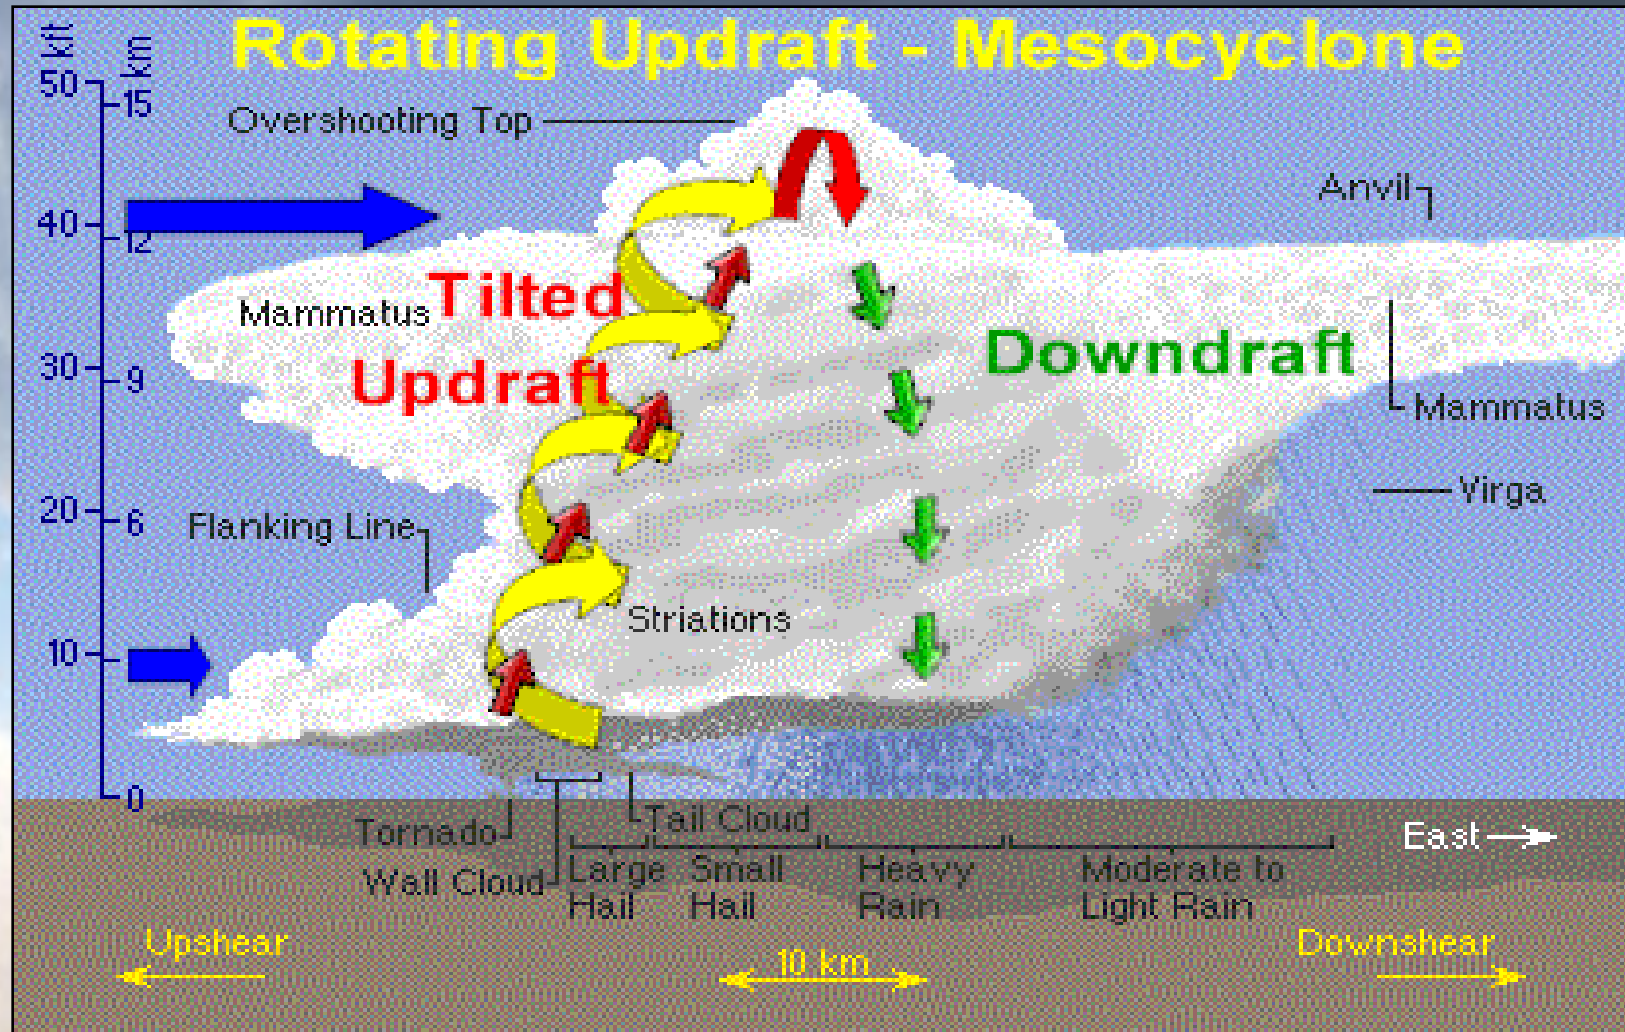 Rotating Updraft - Mesocyclone
kft
km
50
15
Overshooting Top
Anvil
40
12
Mammatus
Tilted
Updraft
Downdraft
30
9
Mammatus
Virga
20
6
Flanking Line
Striations
10
0
Tornado
Tail Cloud
East
Wall Cloud
Large
Hail
Small
Hail
Heavy
Rain
Moderate to
Light Rain
Upshear
10 km
Downshear